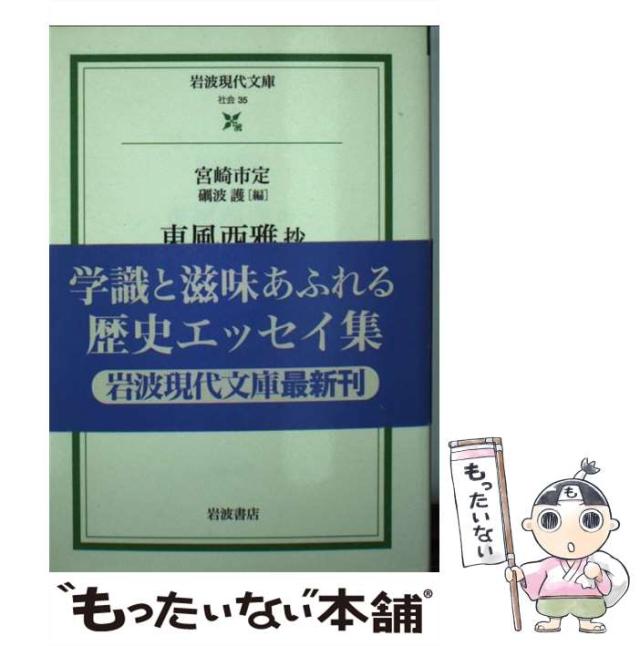 岩波現代文庫
社会 35
宮崎市定
礪波 護[編]
東風西雅抄
学識と滋味あふれる
歴史エッセイ集
岩波現代文庫最新刊
岩波書店
"もったいない"本舗®
もったいない
も